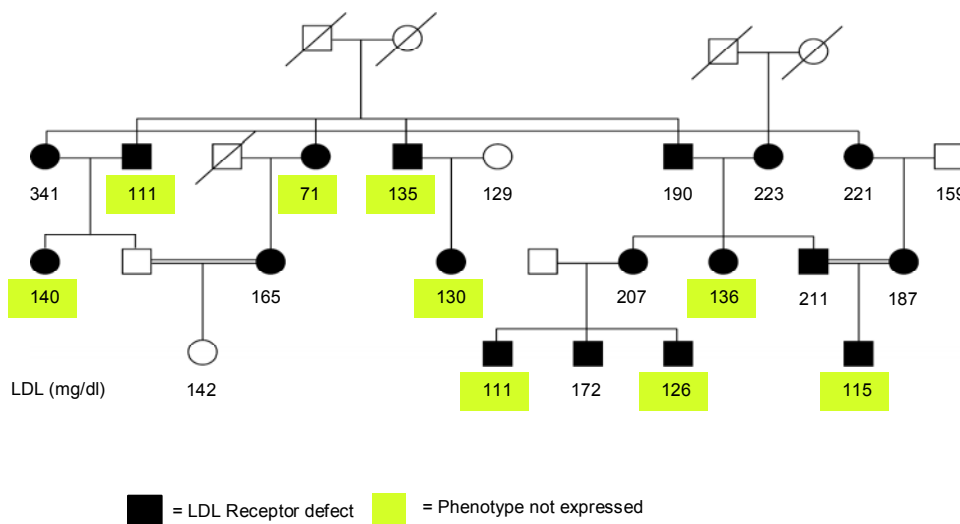 341 111 71 135 129 190 223 221 159
140 165 130 207 136 211 187
LDL (mg/dl) 142 111 172 126 115
= LDL Receptor defect = Phenotype not expressed